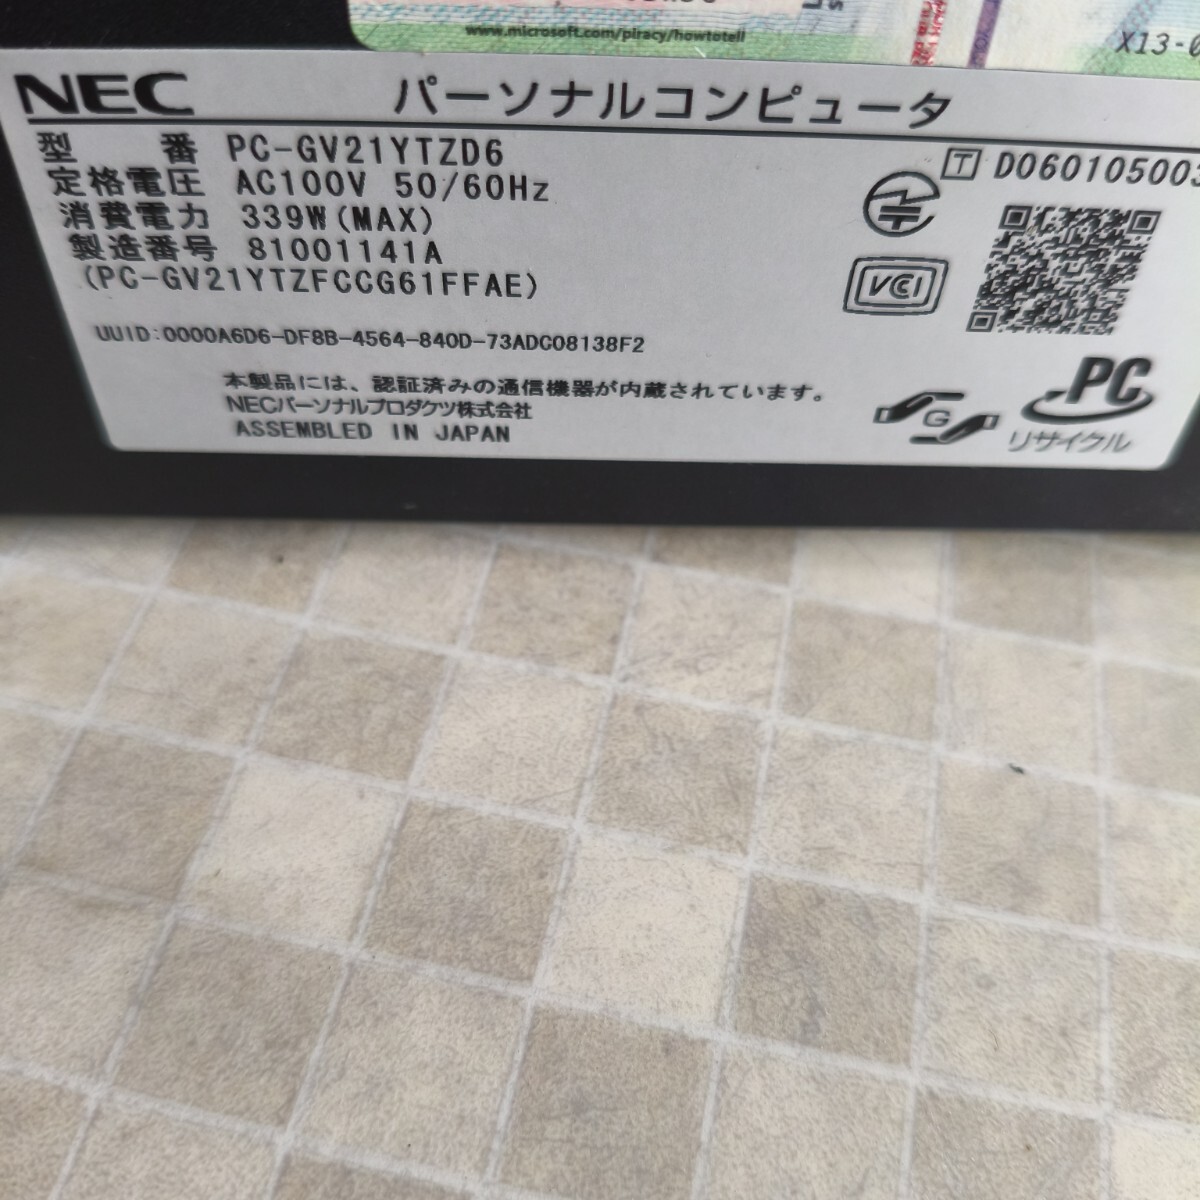 www.microsoft.com/piracy/howtotell
X13-0
NEC パーソナルコンピュータ
型 番 PC-GV21YTZD6
定格電圧 AC100V 50/60Hz
消費電力 339W(MAX)
製造番号 81001141A
(PC-GV21YTZFCCG61FFAE)
T D06010500
VCCI
UUID:0000A6D6-DF8B-4564-840D-73ADC08138F2
本製品には、認証済みの通信機器が内蔵されています。
NECパーソナルプロダクツ株式会社
ASSEMBLED IN JAPAN
G
PC
リサイクル